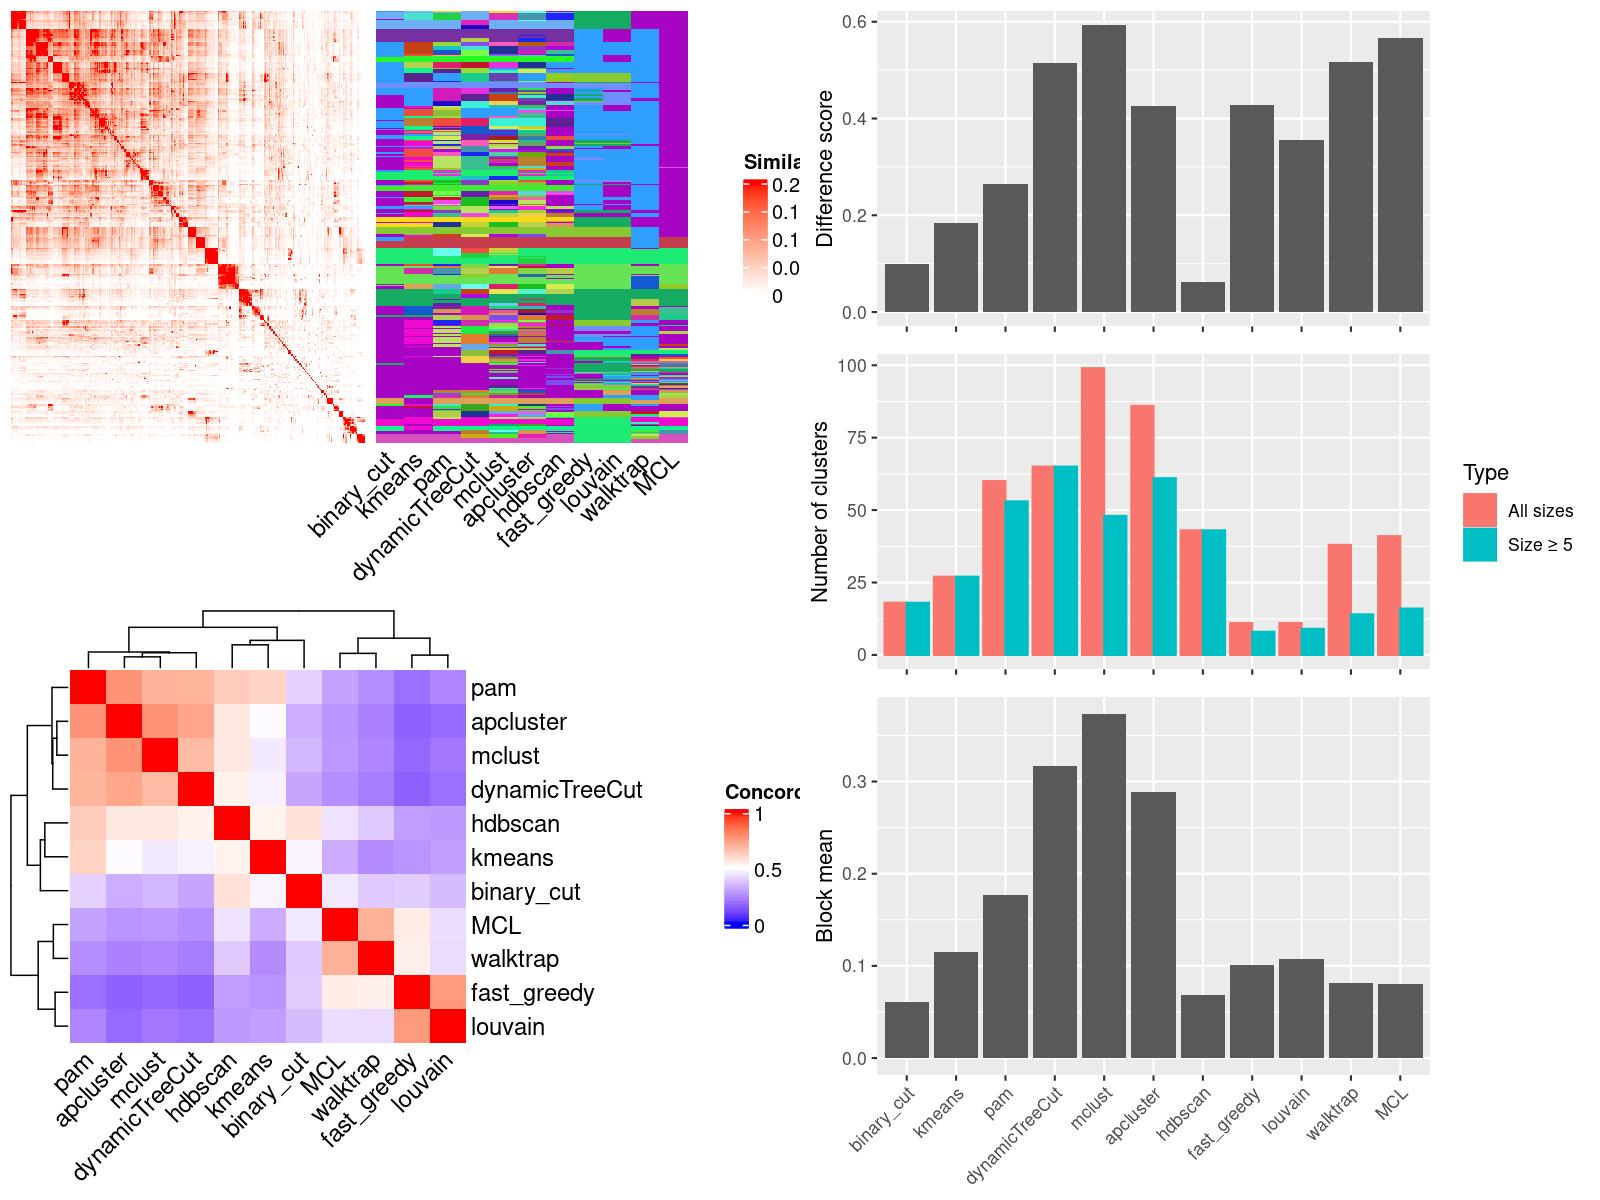 Simila
0.2
0.1
0.1
0.0
0
binary_cut
kmeans
pam
dynamicTreeCut
mclust
apcluster
hdbscan
fast_greedy
louvain
walktrap
MCL
pam
apcluster
mclust
dynamicTreeCut
hdbscan
kmeans
binary_cut
MCL
walktrap
fast_greedy
louvain
pam
apcluster
mclust
dynamicTreeCut
hdbscan
kmeans
binary_cut
MCL
walktrap
fast_greedy
louvain
Concord
1
0.5
0
Difference score
0.6
0.4
0.2
0.0
Number of clusters
100
75
50
25
0
Type
All sizes
Size ≥ 5
Block mean
0.3
0.2
0.1
0.0
binary_cut
kmeans
pam
dynamicTreeCut
mclust
apcluster
hdbscan
fast_greedy
louvain
walktrap
MCL